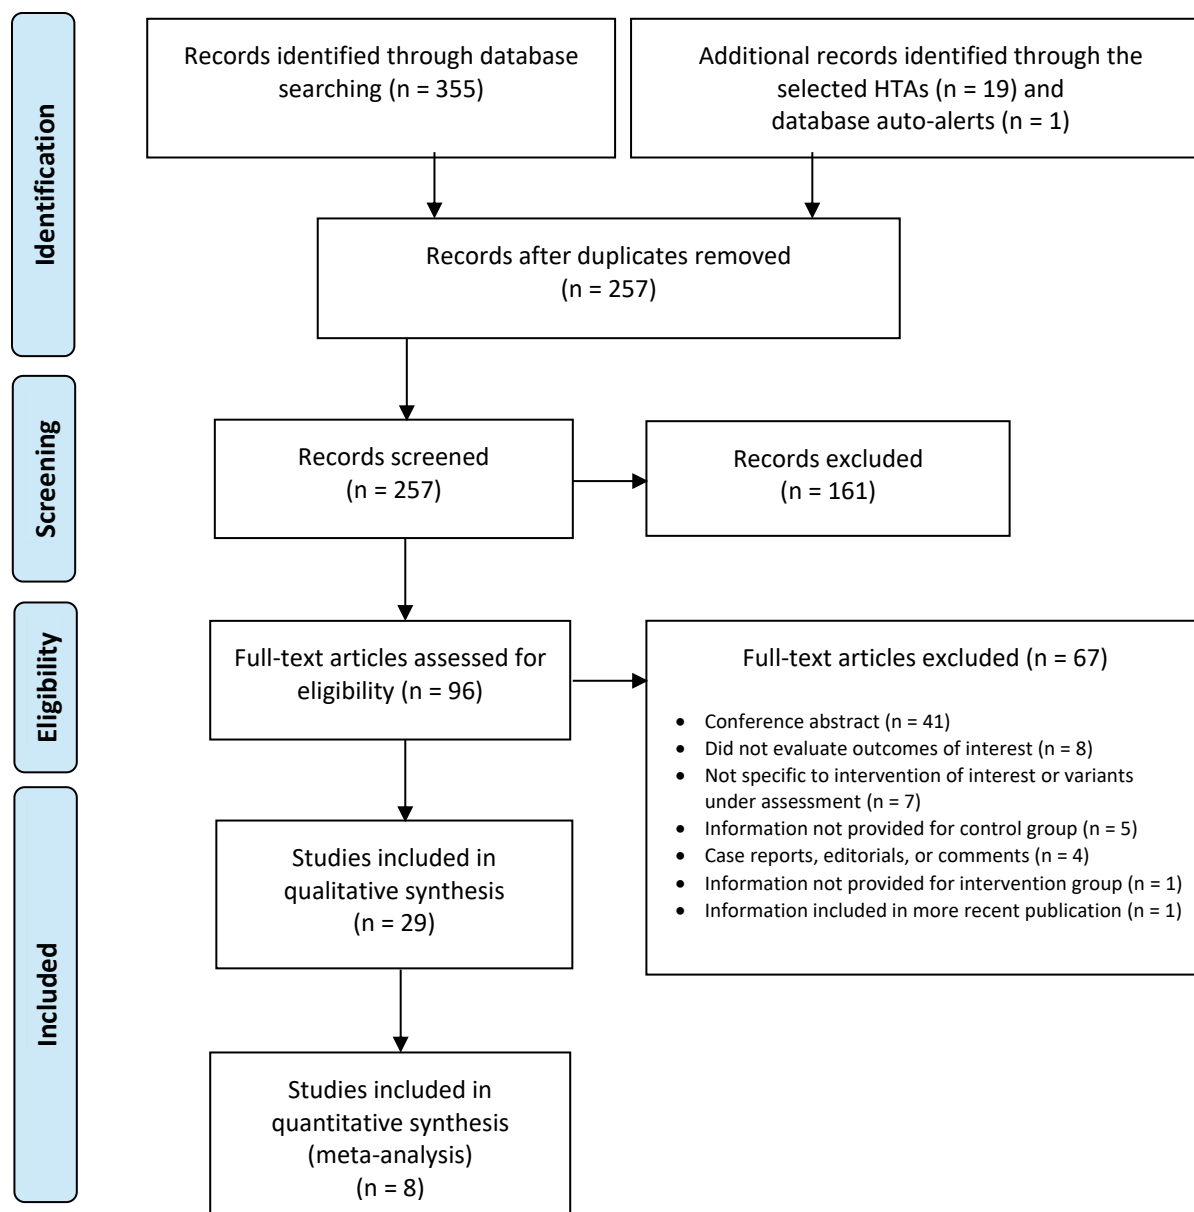 Identification
Records identified through database
searching (n = 355)
Additional records identified through the
selected HTAs (n = 19) and
database auto-alerts (n = 1)
Records after duplicates removed
(n = 257)
Screening
Records screened
(n = 257)
Records excluded
(n = 161)
Eligibility
Full-text articles assessed for
eligibility (n = 96)
Full-text articles excluded (n = 67)
• Conference abstract (n = 41)
• Did not evaluate outcomes of interest (n = 8)
• Not specific to intervention of interest or variants
under assessment (n = 7)
• Information not provided for control group (n = 5)
• Case reports, editorials, or comments (n = 4)
• Information not provided for intervention group (n = 1)
• Information included in more recent publication (n = 1)
Included
Studies included in
qualitative synthesis
(n = 29)
Studies included in
quantitative synthesis
(meta-analysis)
(n = 8)